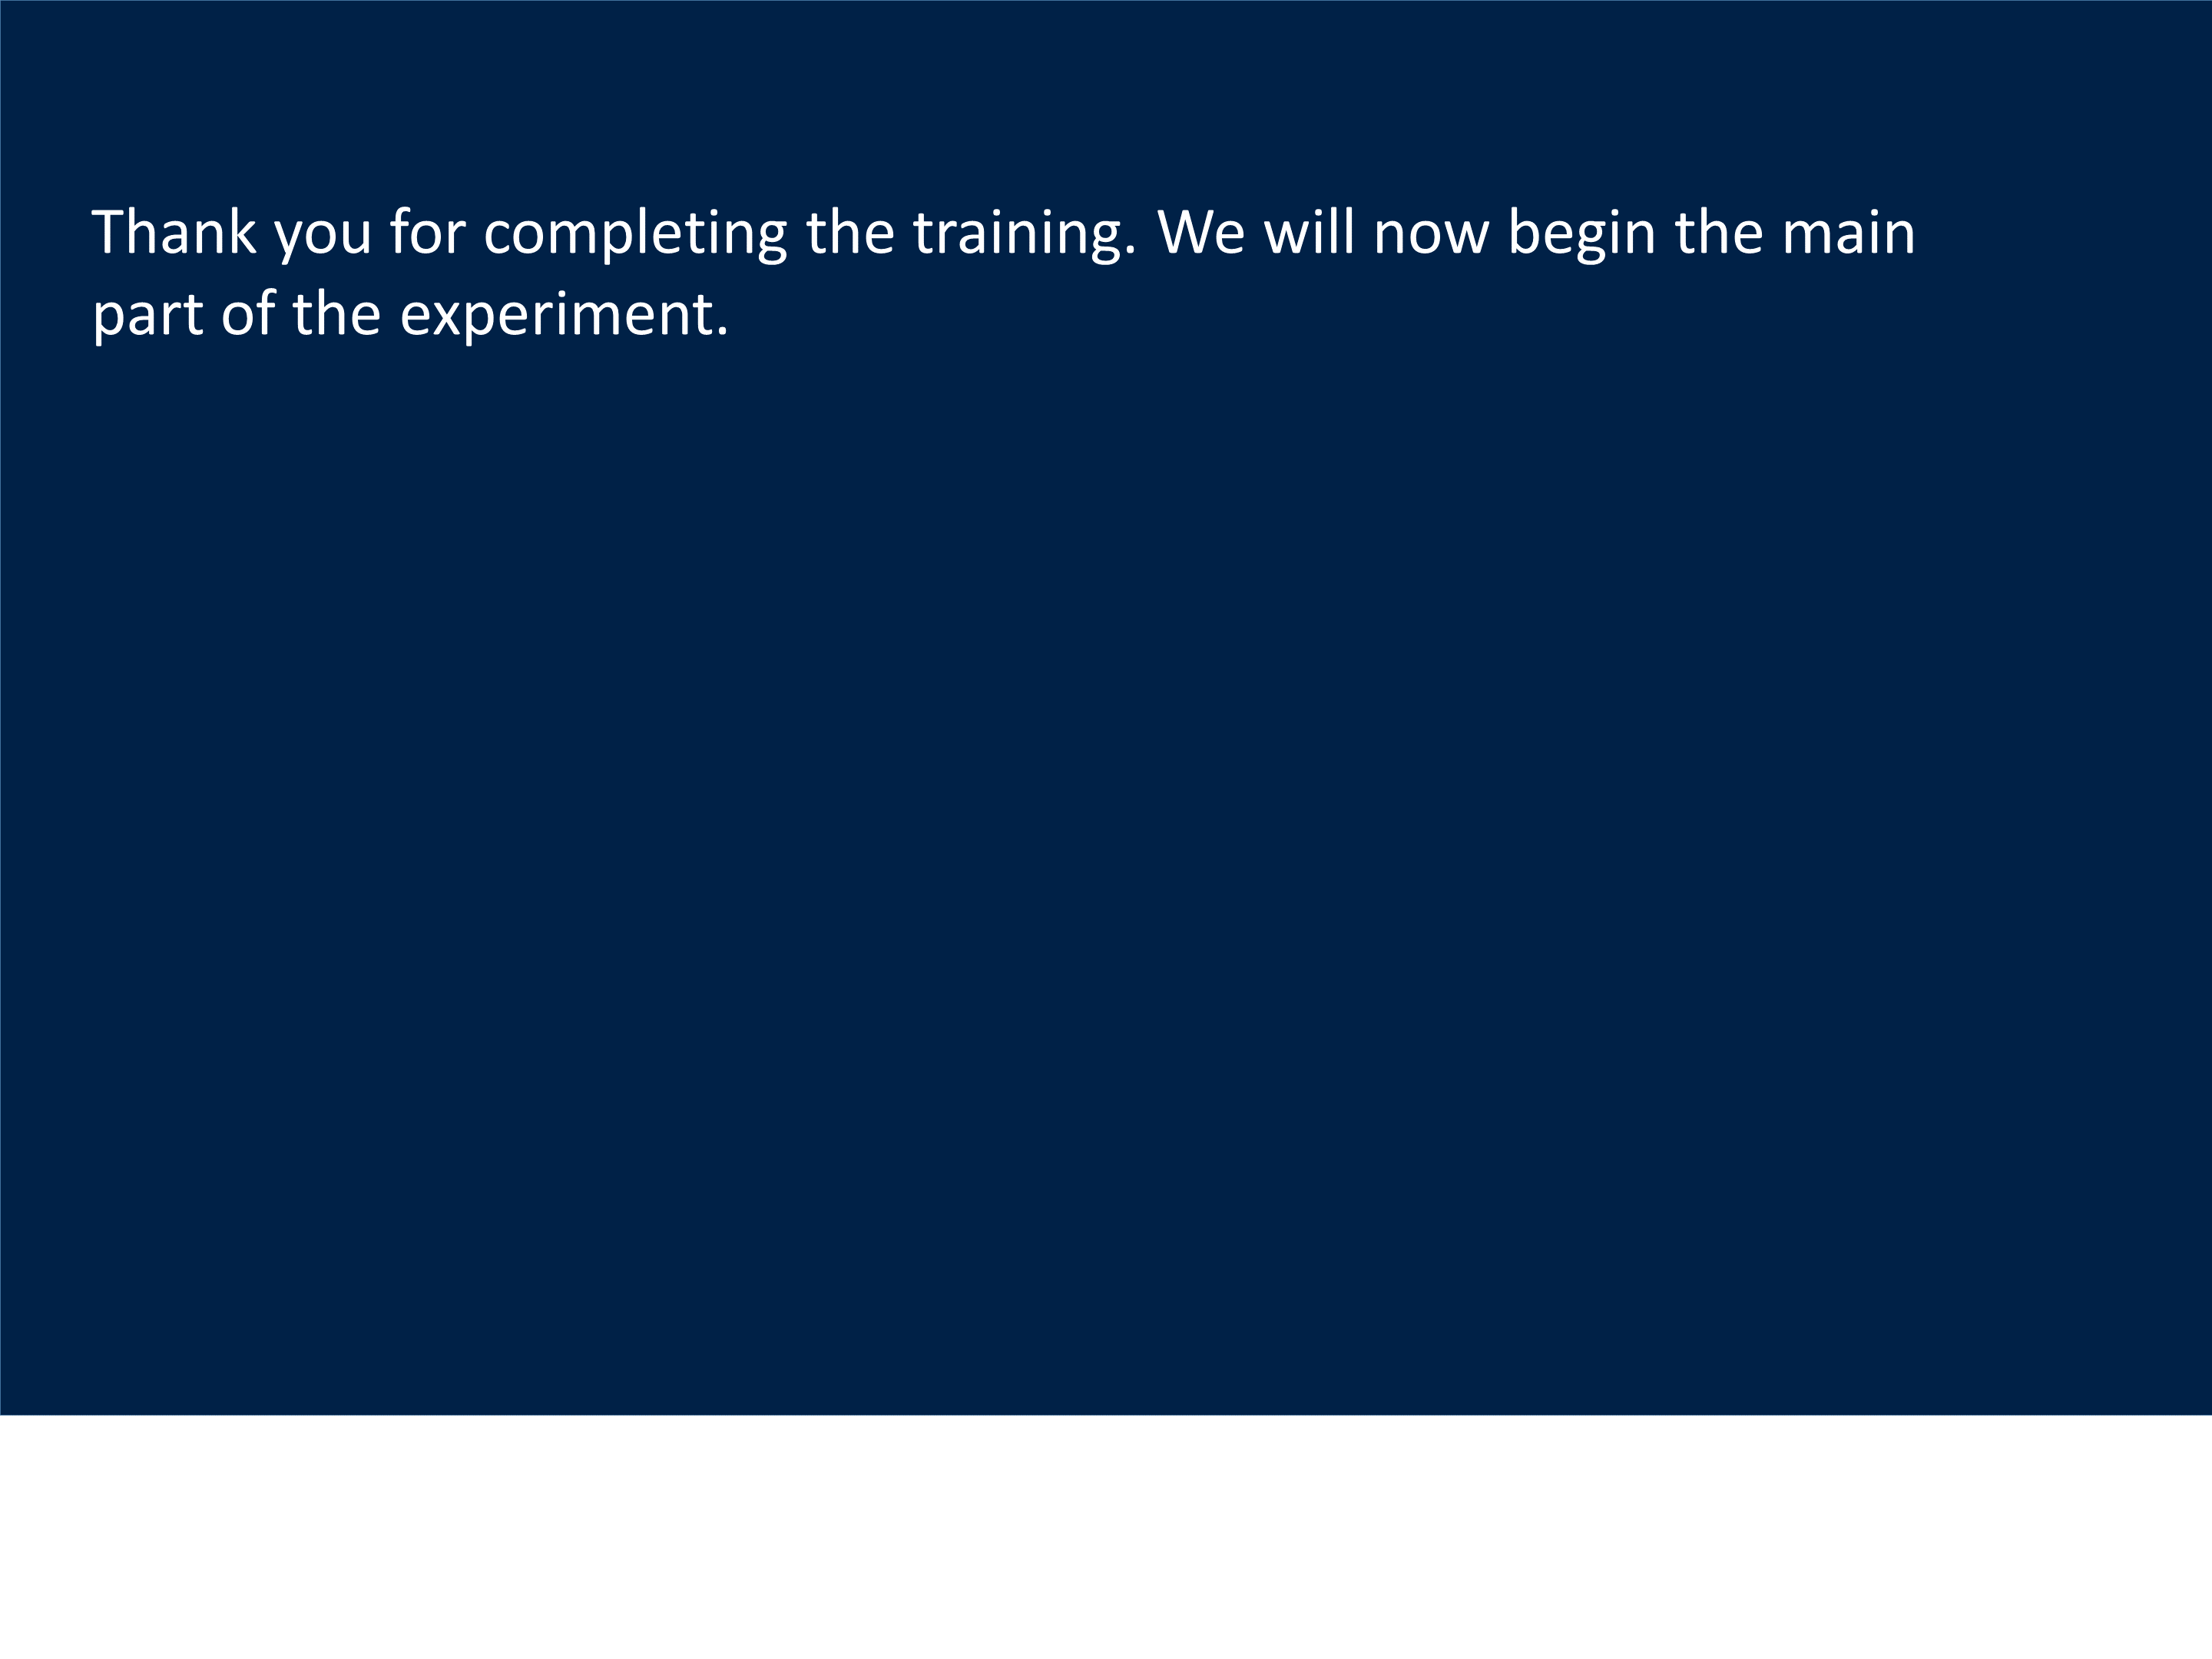 Thank you for completing the training. We will now begin the main
part of the experiment.